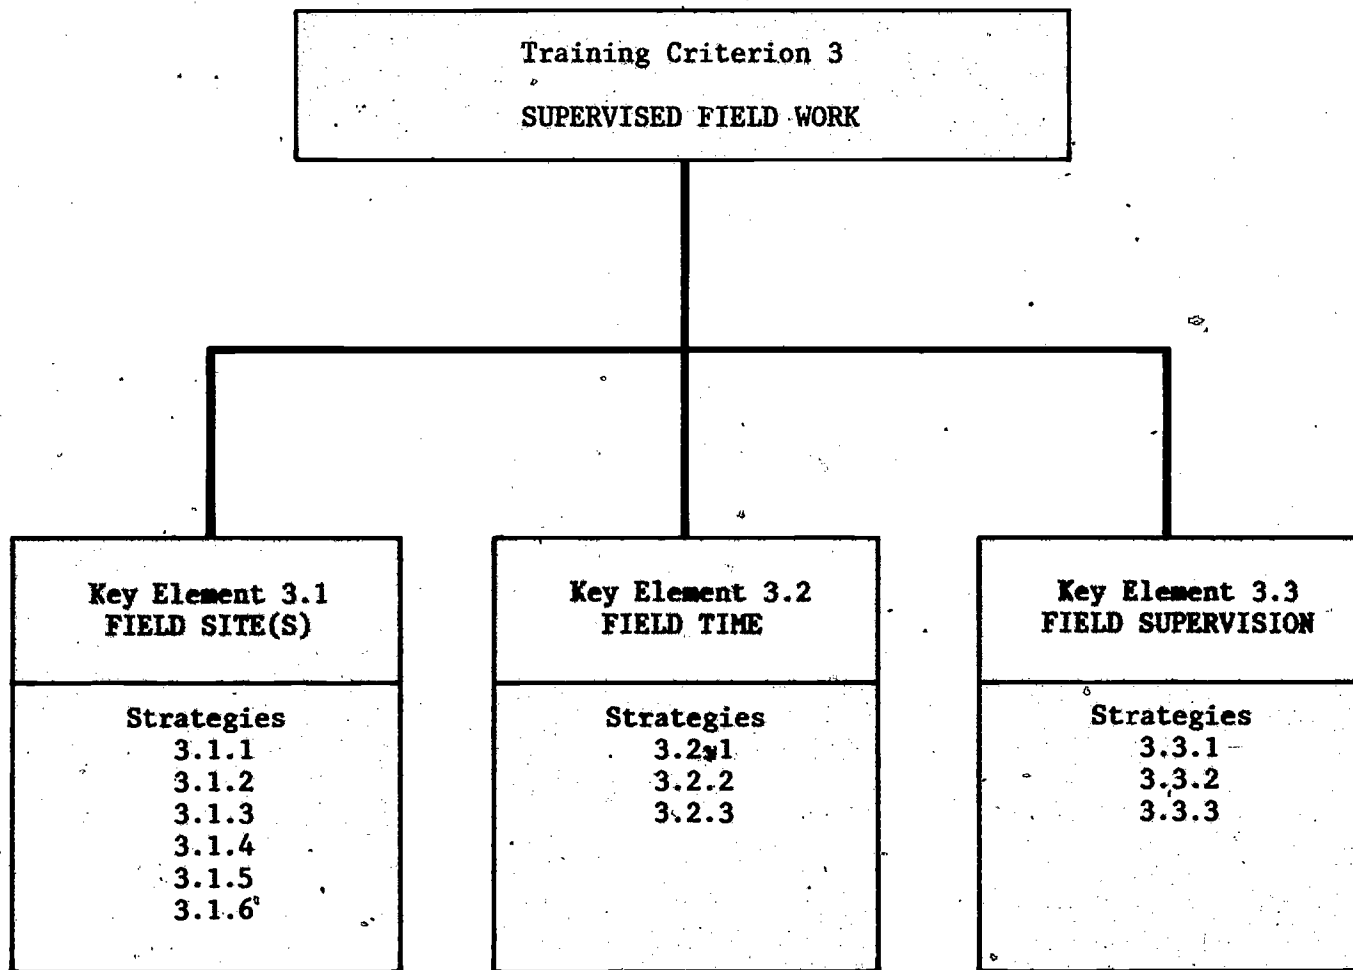 Training Criterion 3
SUPERVISED FIELD WORK
Key Element 3.1
FIELD SITE(S)
Strategies
3.1.1
3.1.2
3.1.3
3.1.4
3.1.5
3.1.6
Key Element 3.2
FIELD TIME
Strategies
3.2.1
3.2.2
3.2.3
Key Element 3.3
FIELD SUPERVISION
Strategies
3.3.1
3.3.2
3.3.3